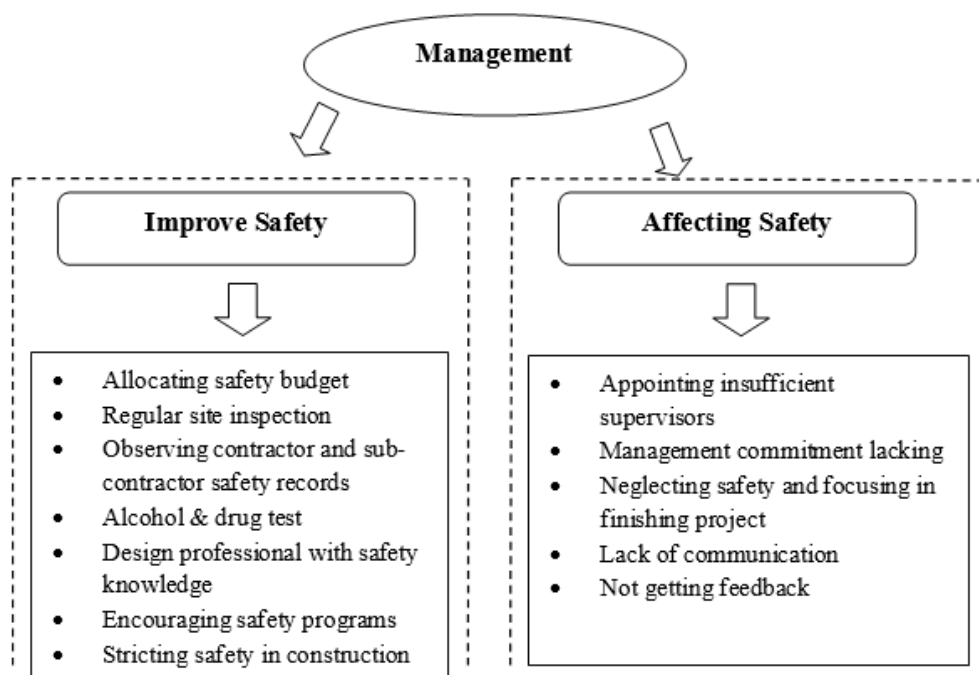 Management
Improve Safety
• Allocating safety budget
• Regular site inspection
• Observing contractor and sub-
contractor safety records
• Alcohol & drug test
• Design professional with safety
knowledge
• Encouraging safety programs
• Stricting safety in construction
Affecting Safety
• Appointing insufficient
supervisors
• Management commitment lacking
• Neglecting safety and focusing in
finishing project
• Lack of communication
• Not getting feedback